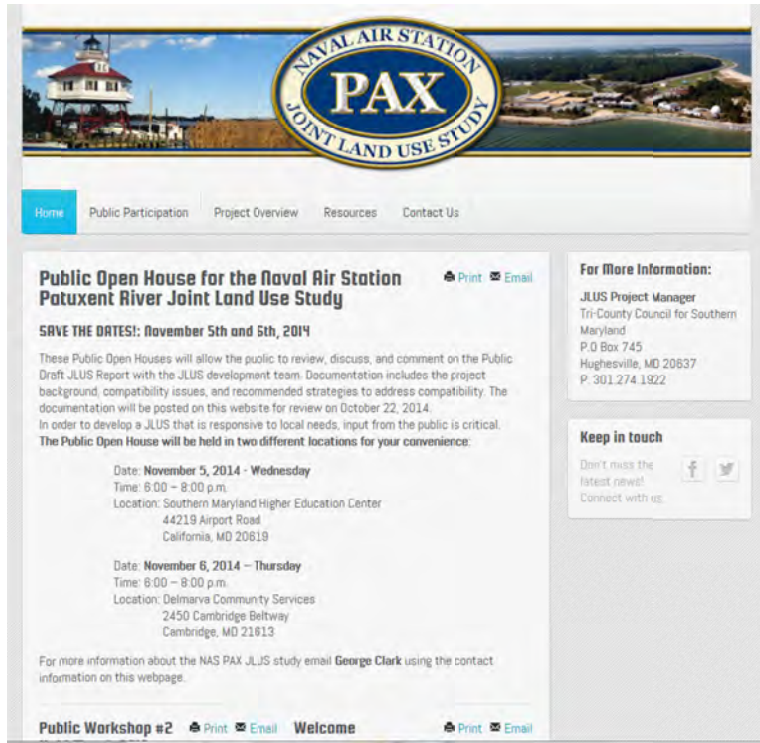 NAVAL AIR STATION
PAX
JOINT LAND USE STUDY
Home Public Participation Project Overview Resources Contact Us
Public Open House for the Naval Air Station
Patuxent River Joint Land Use Study
Print Email
SAVE THE DATES!: November 5th and 6th, 2014
These Public Open Houses will allow the public to review, discuss, and comment on the Public
Draft JLUS Report with the JLUS development team. Documentation includes the project
background, compatibility issues, and recommended strategies to address compatibility. The
documentation will be posted on this website for review on October 22, 2014.
In order to develop a JLUS that is responsive to local needs, input from the public is critical.
The Public Open House will be held in two different locations for your convenience:
Date: November 5, 2014 - Wednesday
Time: 6:00 – 8:00 p.m.
Location: Southern Maryland Higher Education Center
44219 Airport Road
California, MD 20619
Date: November 6, 2014 – Thursday
Time: 6:00 – 8:00 p.m.
Location: Delmarva Community Services
2450 Cambridge Beltway
Cambridge, MD 21613
For more information about the NAS PAX JLUS study email George Clark using the contact
information on this webpage.
Public Workshop #2 Print Email
Welcome Print Email
For More Information:
JLUS Project Manager
Tri-County Council for Southern
Maryland
P.O Box 745
Hughesville, MD 20637
P. 301.274.1922
Keep in touch
Don't miss the
latest news!
Connect with us.